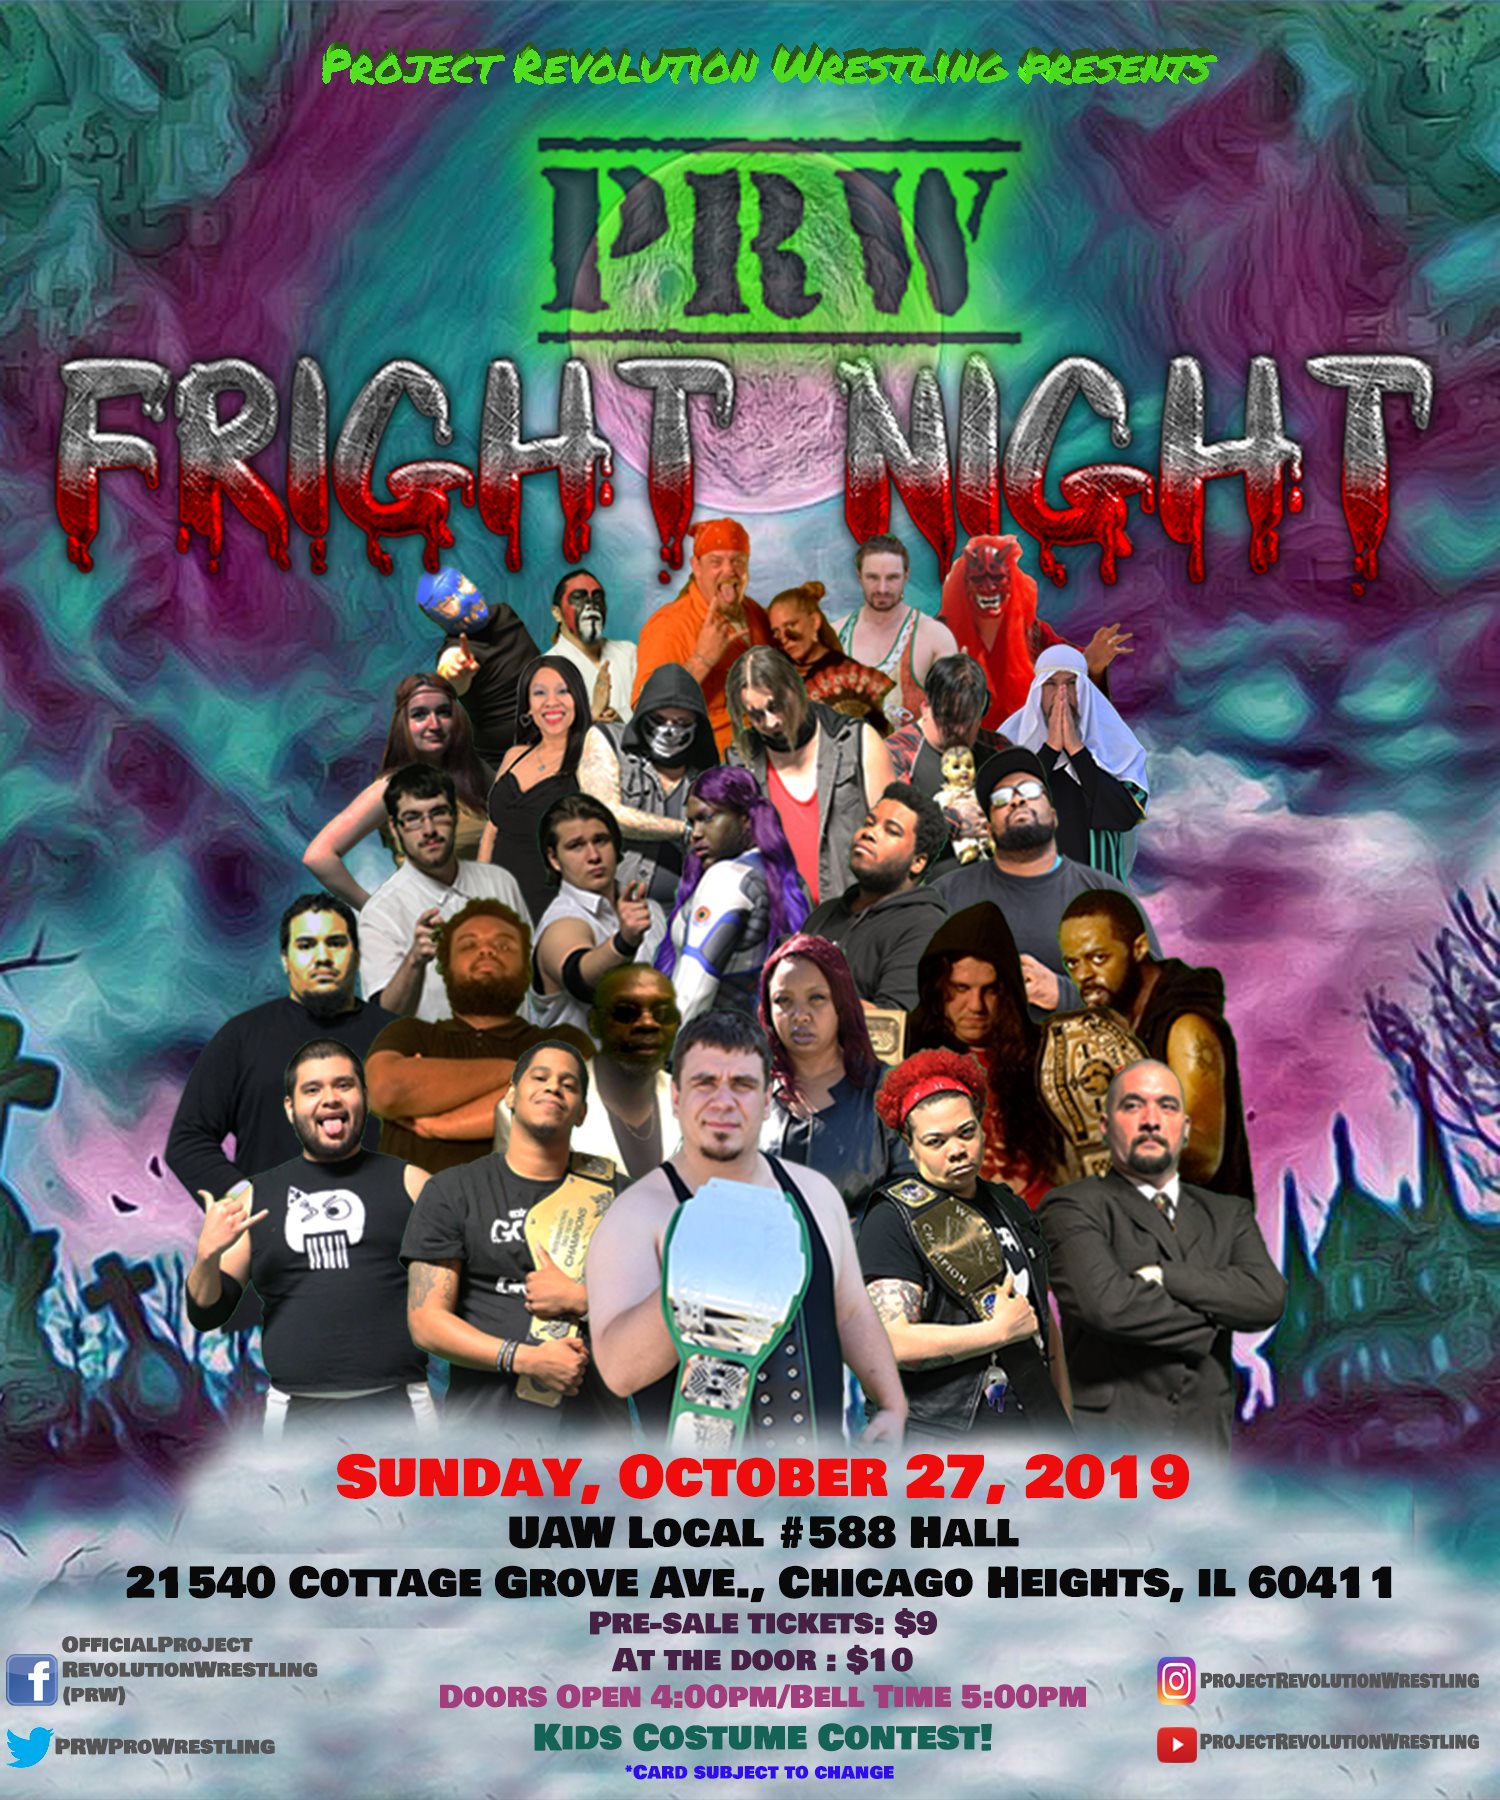 Project Revolution Wrestling presents
PRW
FRIGHT NIGHT
CHAMPIONS
CHAMPION
Sunday, October 27, 2019
UAW Local #588 Hall
21540 Cottage Grove Ave., Chicago Heights, IL 60411
Pre-sale tickets: $9
At the door : $10
Doors Open 4:00pm/Bell Time 5:00pm
Kids Costume Contest!
*Card subject to change
OfficialProject
RevolutionWrestling
(PRW)
PRWProWrestling
ProjectRevolutionWrestling
ProjectRevolutionWrestling